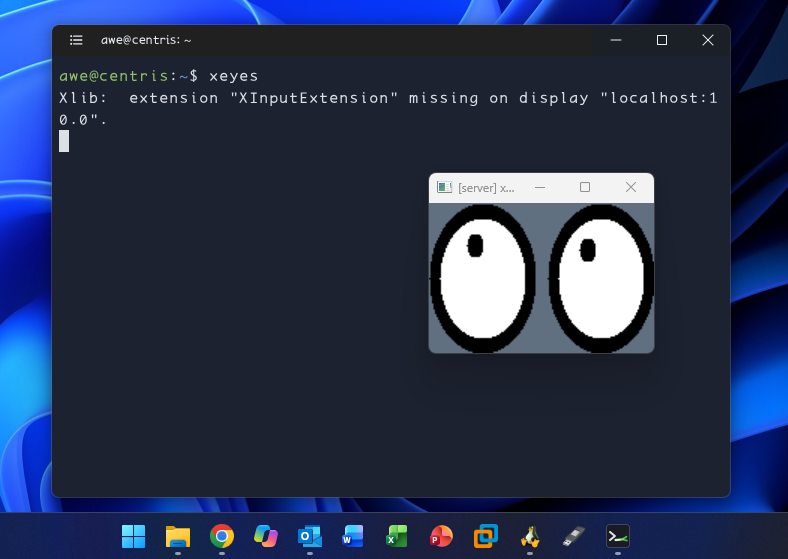 awe@centris: ~
awe@centris:~$ xeyes
Xlib:  extension "XInputExtension" missing on display "localhost:1
0.0".
[server] x...